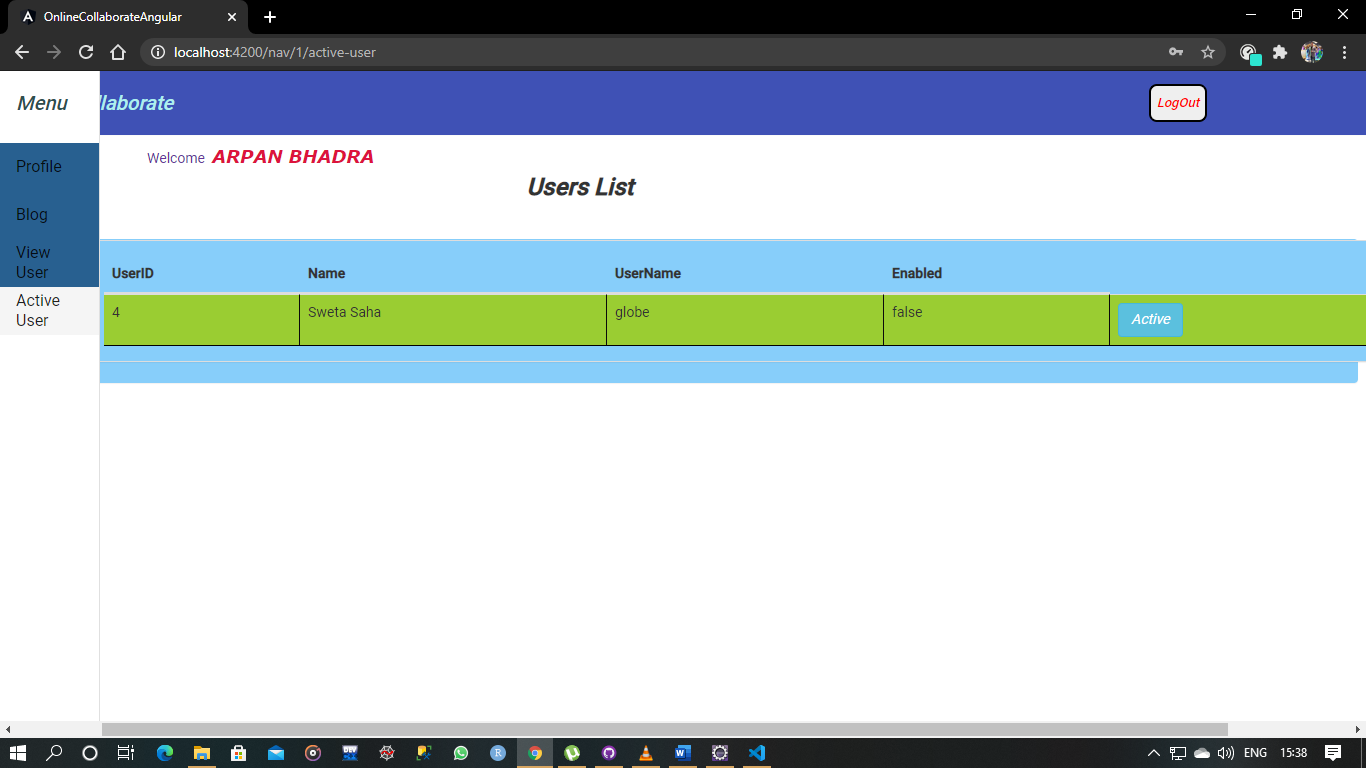 OnlineCollaborateAngular
localhost:4200/nav/1/active-user
Menu
llaborate
LogOut
Welcome ARPAN BHADRA
Users List
Profile
Blog
View
User
Active
User
UserID Name UserName Enabled
4 Sweta Saha globe false Active
ENG 15:38